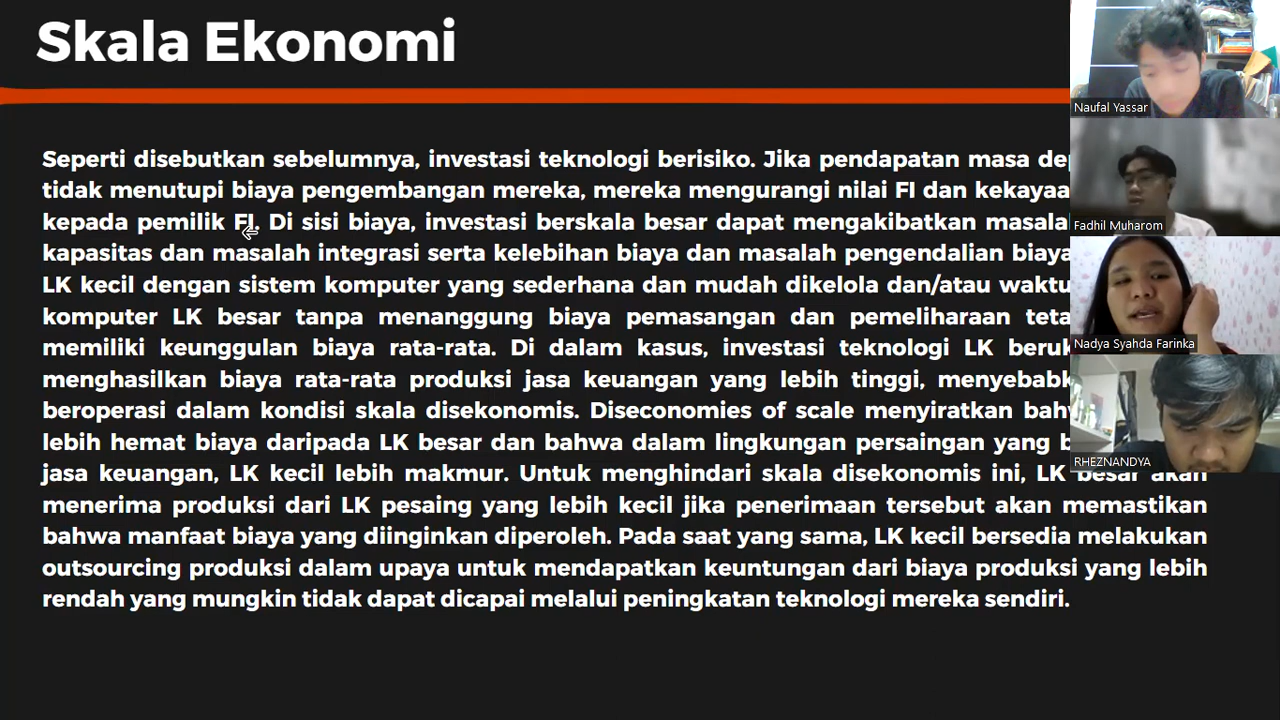 Skala Ekonomi
Seperti disebutkan sebelumnya, investasi teknologi berisiko. Jika pendapatan masa
tidak menutupi biaya pengembangan mereka, mereka mengurangi nilai FI dan
kepada pemilik FI. Di sisi biaya, investasi berskala besar dapat mengakibatkan
kapasitas dan masalah integrasi serta kelebihan biaya dan masalah pengendalian biaya
LK kecil dengan sistem komputer yang sederhana dan mudah dikelola dan/atau
komputer LK besar tanpa menanggung biaya pemasangan dan pemeliharaan
memiliki keunggulan biaya rata-rata. Di dalam kasus, investasi teknologi LK
menghasilkan biaya rata-rata produksi jasa keuangan yang lebih tinggi,
beroperasi dalam kondisi skala disekonomis. Diseconomies of scale menyiratkan
lebih hemat biaya daripada LK besar dan bahwa dalam lingkungan persaingan yang
jasa keuangan, LK kecil lebih makmur. Untuk menghindari skala disekonomis ini, LK besar akan
menerima produksi dari LK pesaing yang lebih kecil jika penerimaan tersebut akan memastikan
bahwa manfaat biaya yang diinginkan diperoleh. Pada saat yang sama, LK kecil bersedia melakukan
outsourcing produksi dalam upaya untuk mendapatkan keuntungan dari biaya produksi yang lebih
rendah yang mungkin tidak dapat dicapai melalui peningkatan teknologi mereka sendiri.
Naufal Yassar
Fadhil Muharom
Nadya Syahda Farinka
RHEZNANDYA